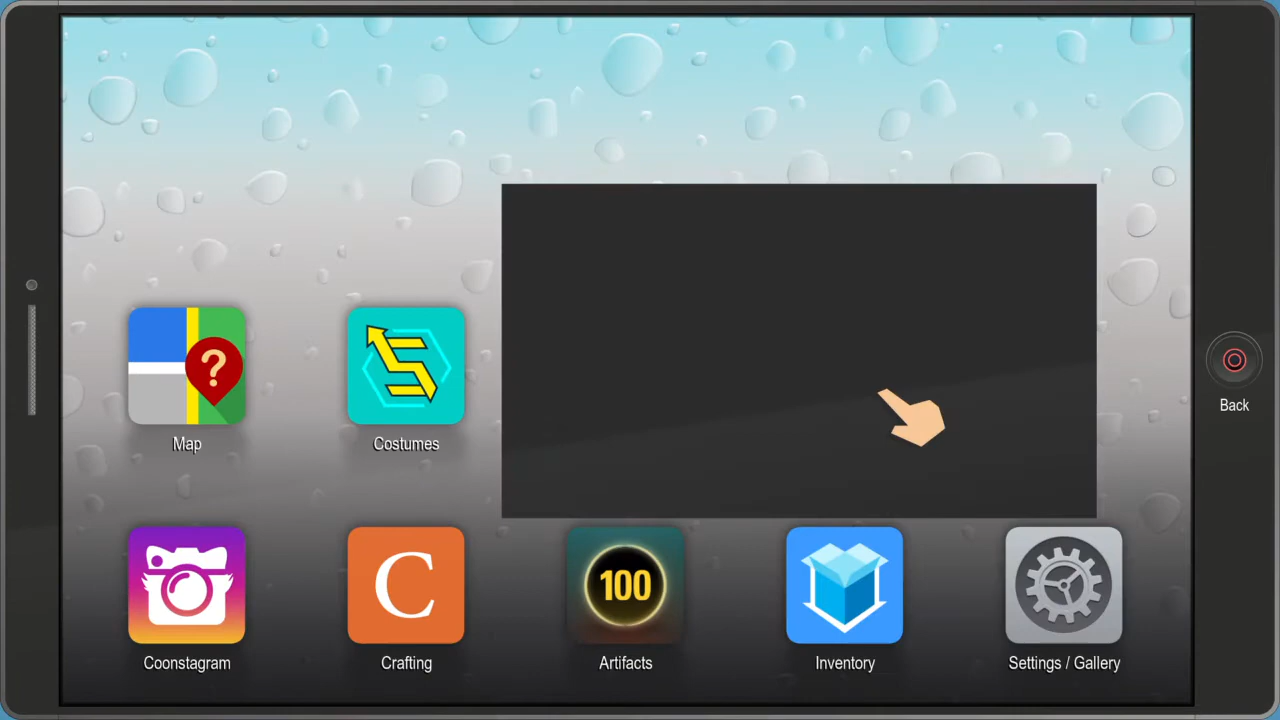 ?
Map
Costumes
Back
C
100
Coonstagram
Crafting
Artifacts
Inventory
Settings / Gallery